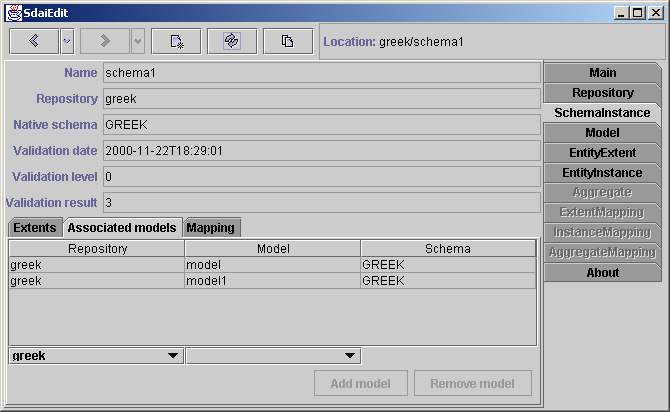 SdaiEdit
Location: greek/schema1
Name schema1
Repository greek
Native schema GREEK
Validation date 2000-11-22T18:29:01
Validation level 0
Validation result 3
Extents Associated models Mapping
Repository Model Schema
greek model GREEK
greek model1 GREEK
greek
Add model Remove model
Main
Repository
SchemaInstance
Model
EntityExtent
EntityInstance
Aggregate
ExtentMapping
InstanceMapping
AggregateMapping
About